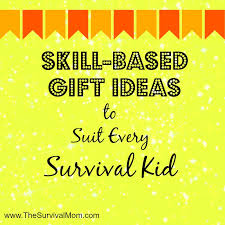 SKILL-BASED
GIFT IDEAS
to
Suit Every
Survival Kid
www.TheSurvivalMom.com